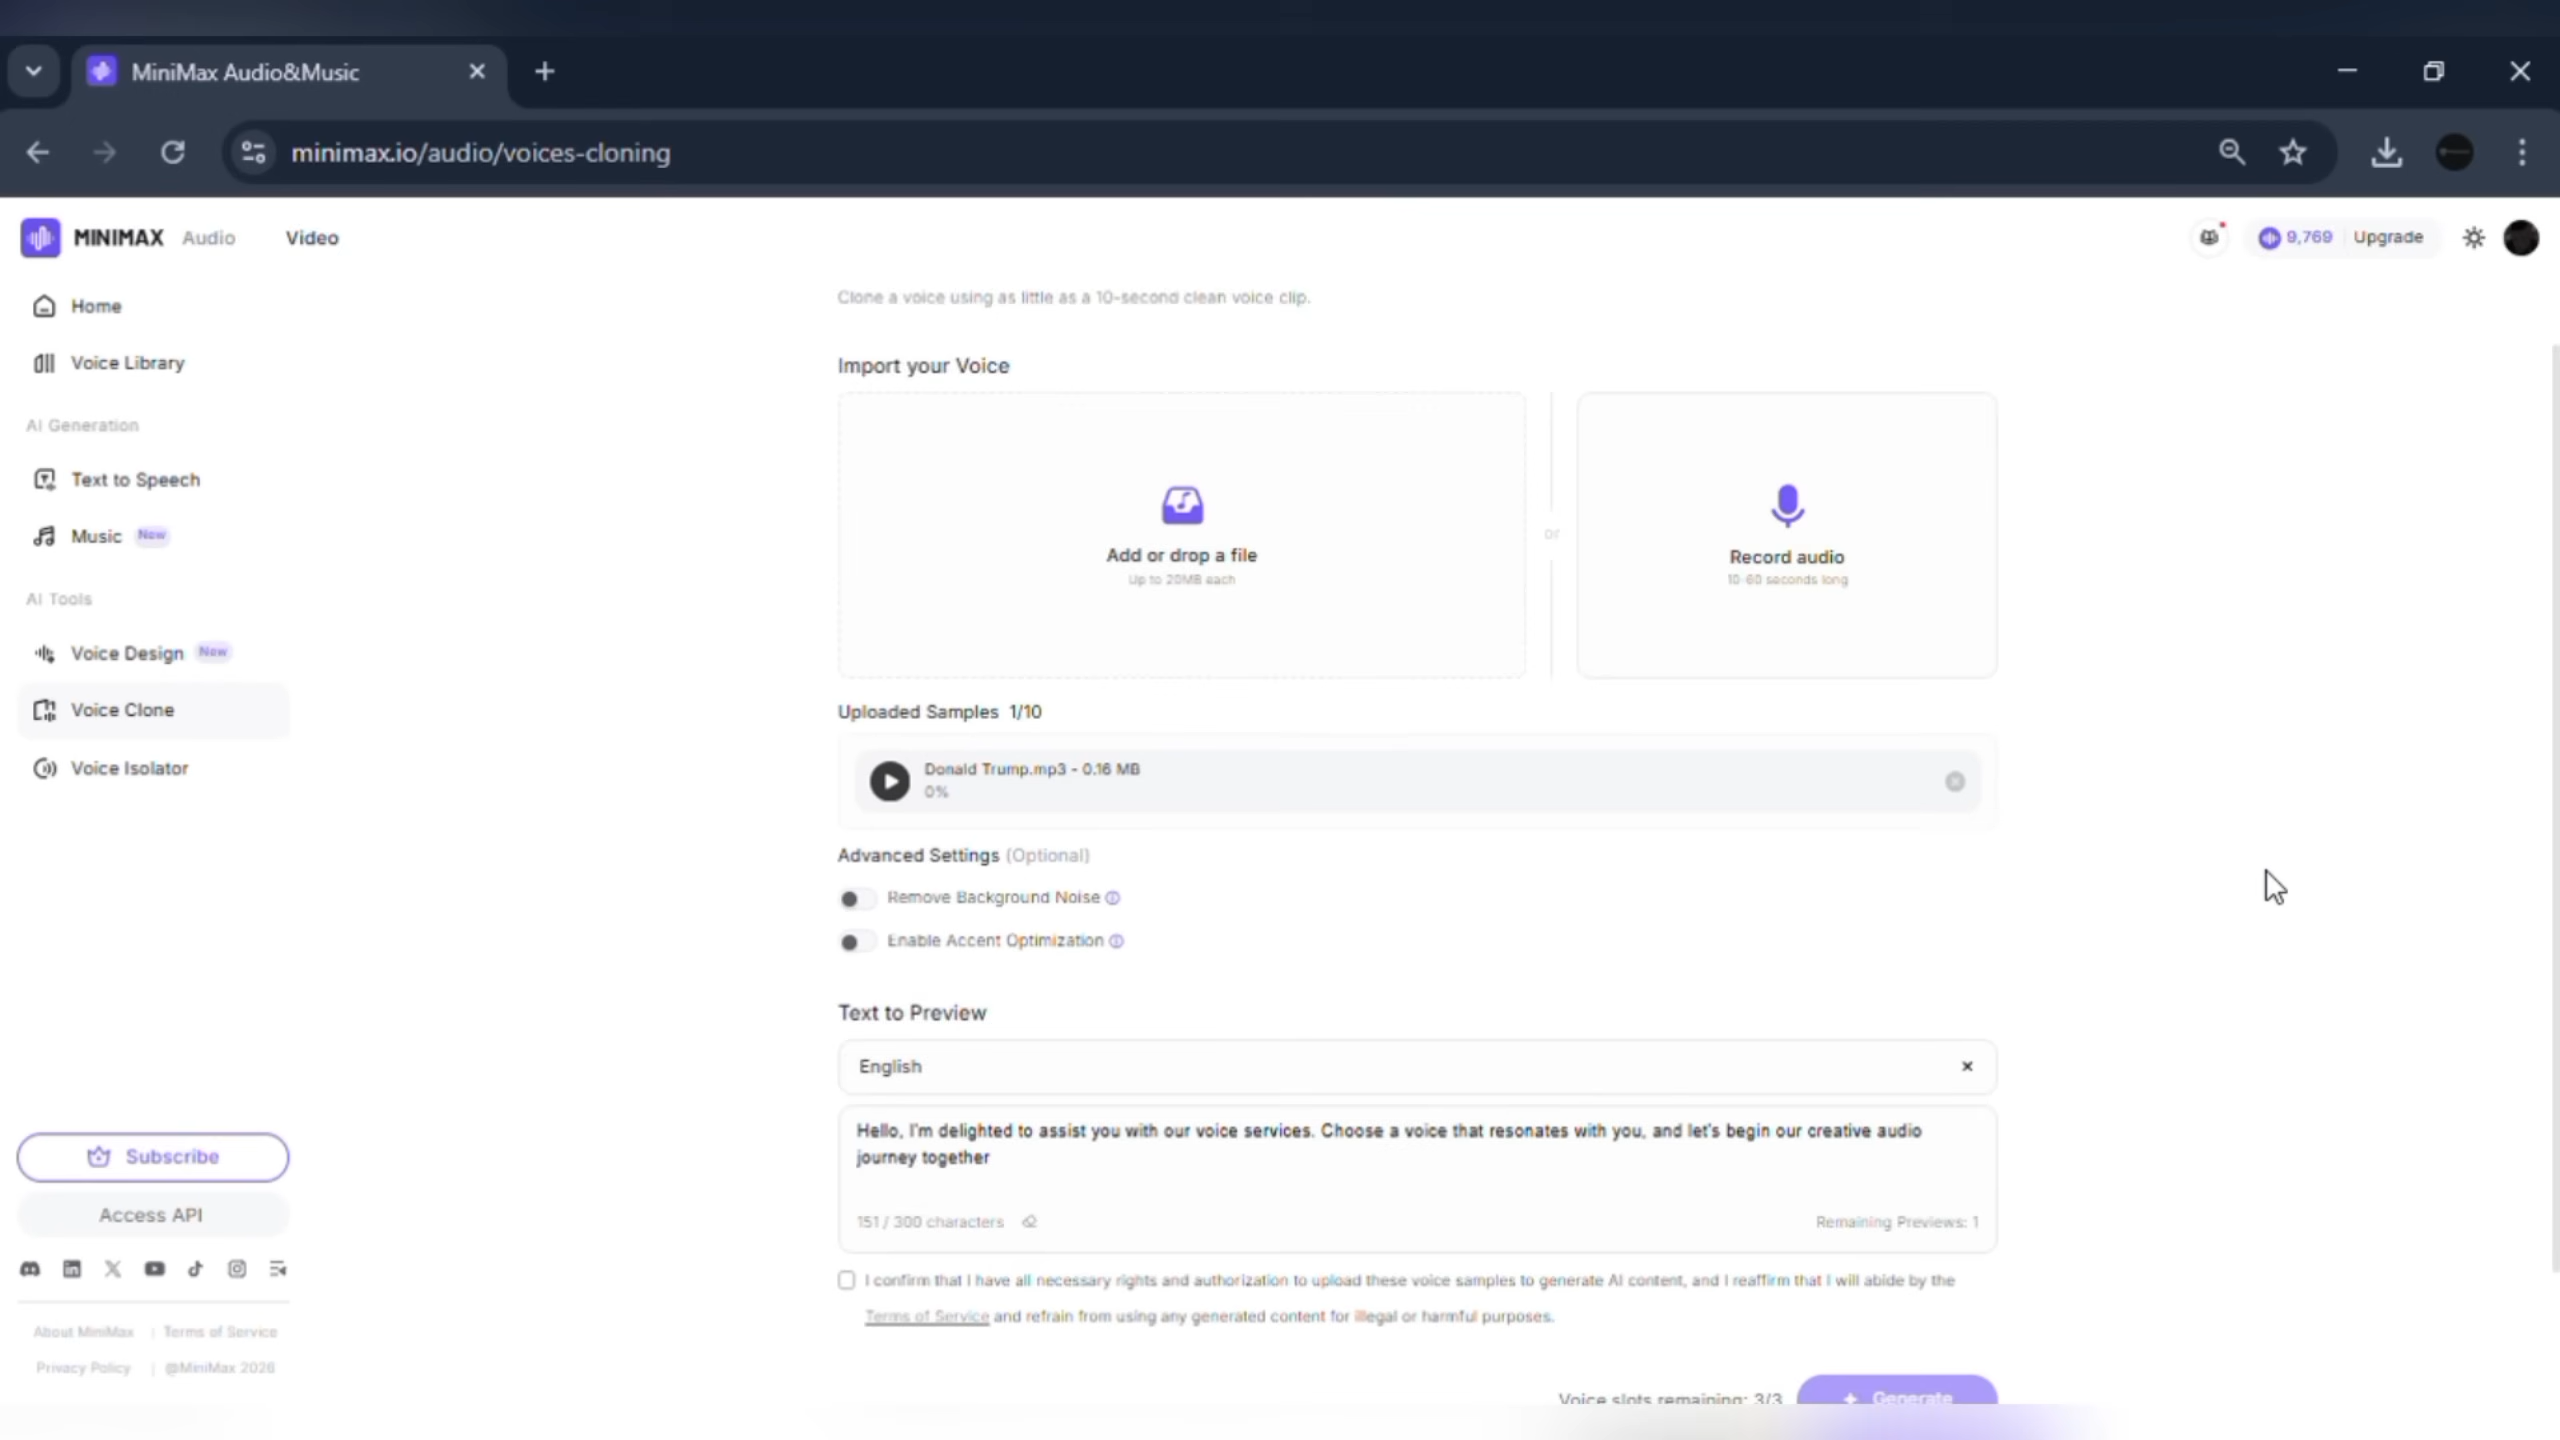 MiniMax Audio&Music
minimax.io/audio/voices-cloning
MINIMAX Audio Video
9,769 Upgrade
Home
Voice Library
AI Generation
Text to Speech
Music New
AI Tools
Voice Design New
Voice Clone
Voice Isolator
Subscribe
Access API
About MiniMax | Terms of Service
Privacy Policy | @MiniMax 2026
Clone a voice using as little as a 10-second clean voice clip.
Import your Voice
Add or drop a file
Up to 20MB each
or
Record audio
10-60 seconds long
Uploaded Samples 1/10
Donald Trump.mp3 - 0.16 MB
0%
Advanced Settings (Optional)
Remove Background Noise
Enable Accent Optimization
Text to Preview
English
Hello, I'm delighted to assist you with our voice services. Choose a voice that resonates with you, and let's begin our creative audio
journey together
151 / 300 characters
Remaining Previews: 1
I confirm that I have all necessary rights and authorization to upload these voice samples to generate AI content, and I reaffirm that I will abide by the
Terms of Service and refrain from using any generated content for illegal or harmful purposes.
Voice slots remaining: 3/3
Generate